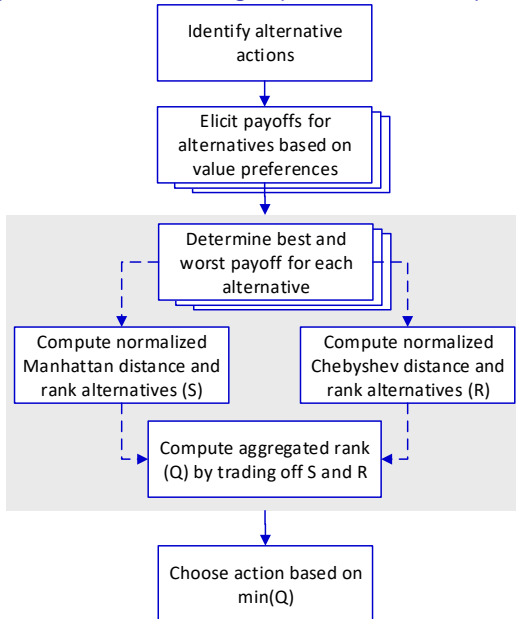 Identify alternative
actions
Elicit payoffs for
alternatives based on
value preferences
Determine best and
worst payoff for each
alternative
Compute normalized
Manhattan distance and
rank alternatives (S)
Compute normalized
Chebyshev distance and
rank alternatives (R)
Compute aggregated rank
(Q) by trading off S and R
Choose action based on
min(Q)